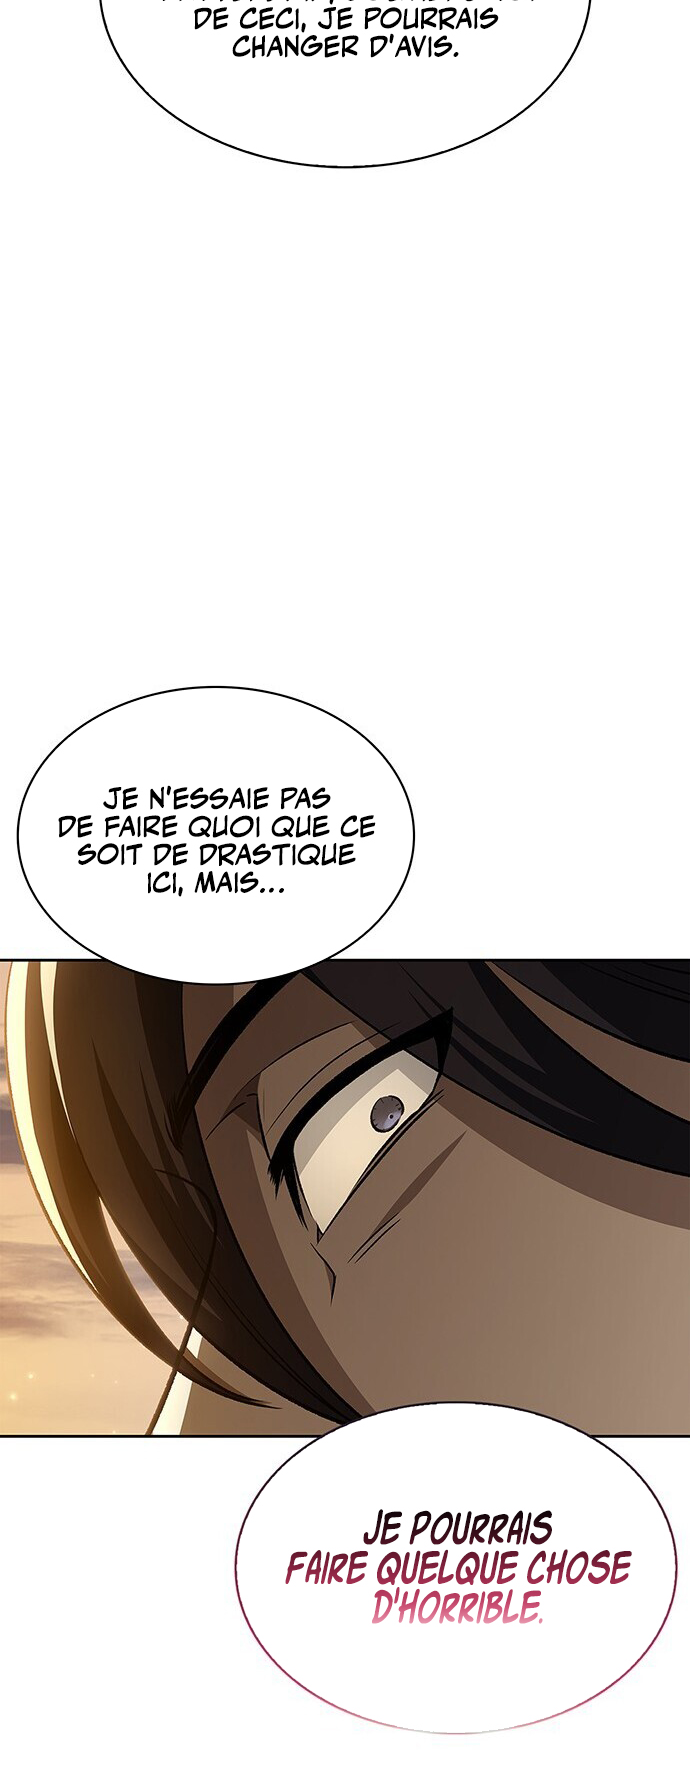 DE CECI, JE POURRAIS
CHANGER D'AVIS.
JE N'ESSAIE PAS
DE FAIRE QUOI QUE CE
SOIT DE DRASTIQUE
ICI, MAIS...
JE POURRAIS
FAIRE QUELQUE CHOSE
D'HORRIBLE.